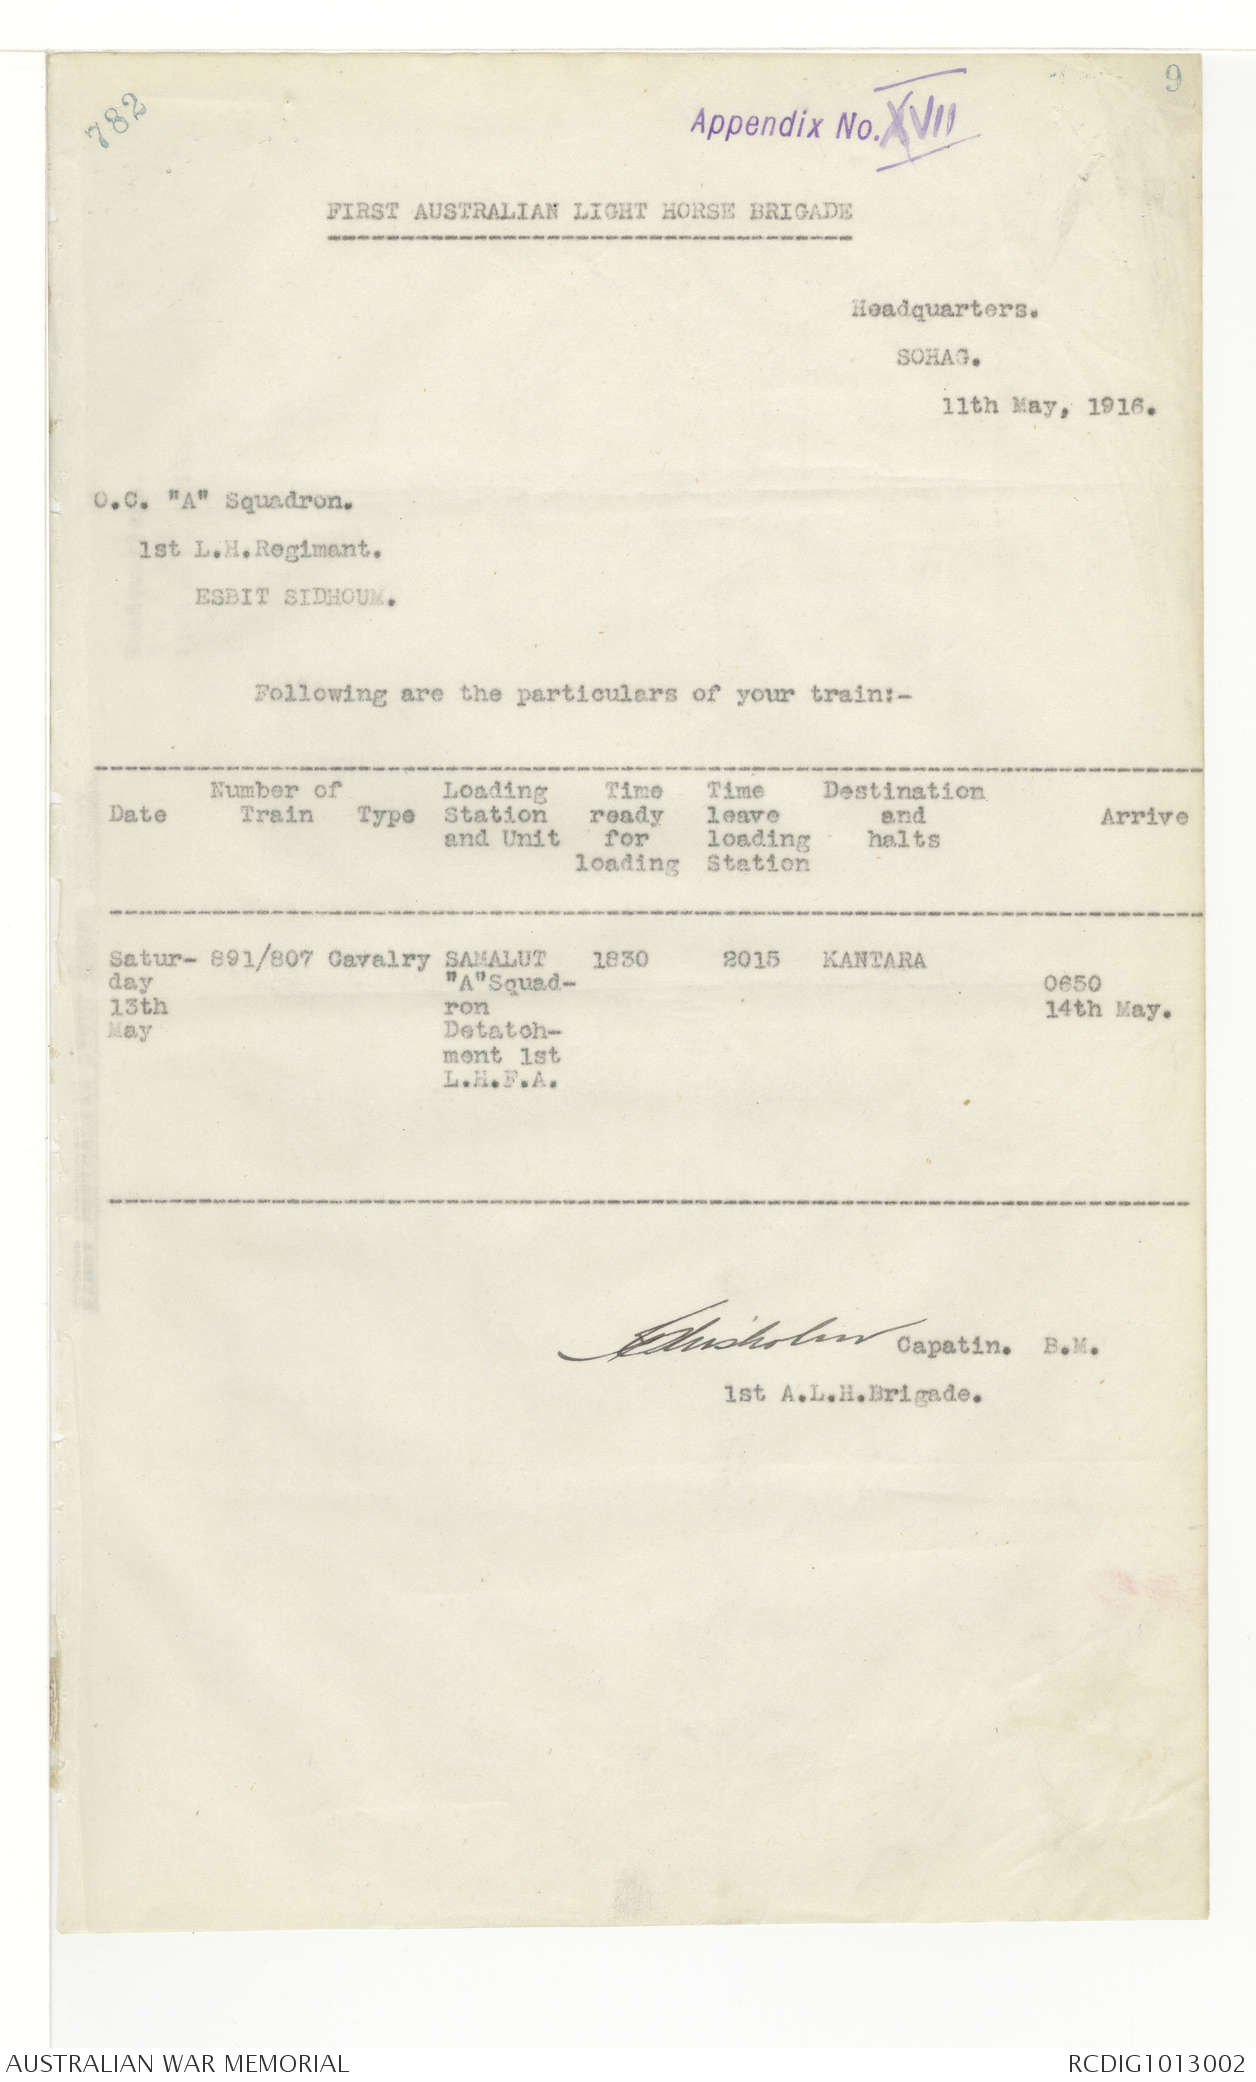 782
9
Appendix No. XVII
FIRST AUSTRALIAN LIGHT HORSE BRIGADE
Headquarters.
SOHAG.
11th May, 1916.
O.C. "A" Squadron.
1st L.H.Regimant.
ESBIT SIDHOUM.
Following are the particulars of your train:-
Number of Loading Time Time Destination
Date Train Type Station ready leave and Arrive
and Unit for loading halts
loading Station
Satur- 891/807 Cavalry SAMALUT 1830 2015 KANTARA
day "A"Squad- 0650
13th ron 14th May.
May Detatch-
ment 1st
L.H.F.A.
Chisholm Capatin. B.M.
1st A.L.H.Brigade.
AUSTRALIAN WAR MEMORIAL RCDIG1013002